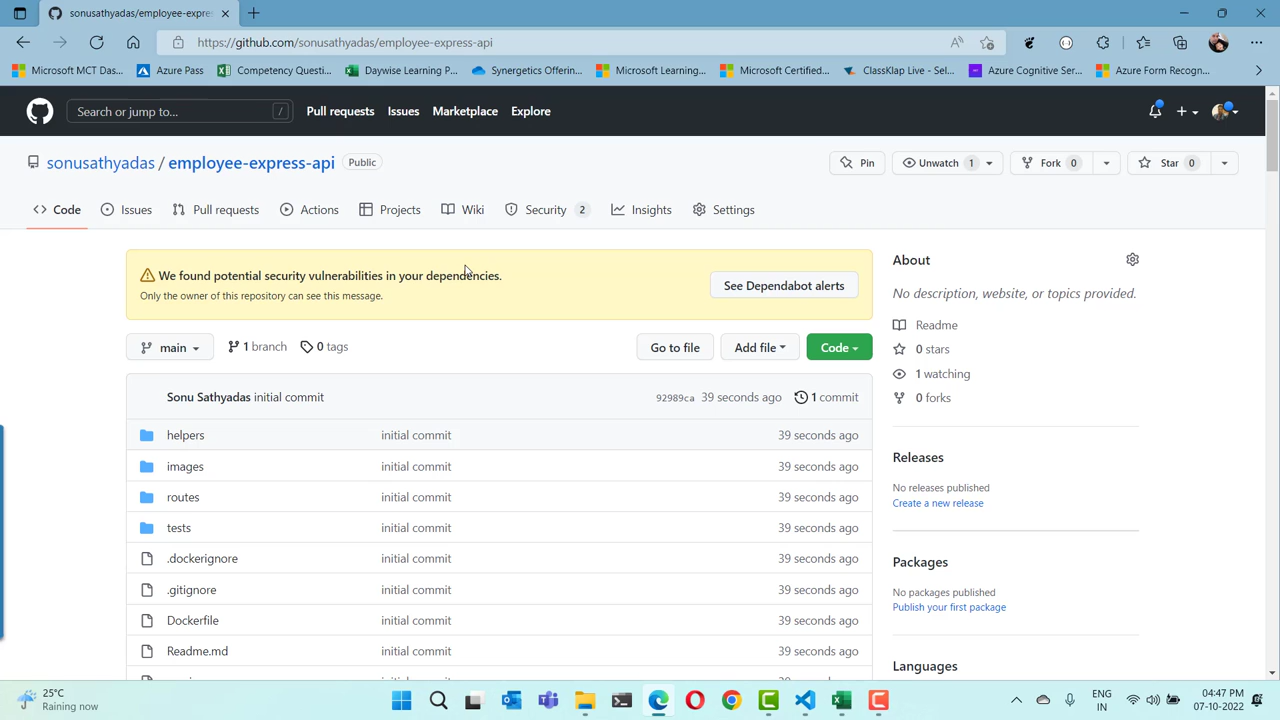 sonusathyadas/employee-expres
https://github.com/sonusathyadas/employee-express-api
Microsoft MCT Das...
Azure Pass
Competency Questi...
Daywise Learning P...
Synergetics Offerin...
Microsoft Learning...
Microsoft Certified...
ClassKlap Live - Sel...
Azure Cognitive Ser...
Azure Form Recogn...
Search or jump to...
/
Pull requests
Issues
Marketplace
Explore
sonusathyadas / employee-express-api
Public
Pin
Unwatch 1
Fork 0
Star 0
Code
Issues
Pull requests
Actions
Projects
Wiki
Security 2
Insights
Settings
We found potential security vulnerabilities in your dependencies.
Only the owner of this repository can see this message.
See Dependabot alerts
About
No description, website, or topics provided.
Readme
0 stars
1 watching
0 forks
main
1 branch
0 tags
Go to file
Add file
Code
Sonu Sathyadas initial commit
92989ca 39 seconds ago
1 commit
helpers initial commit 39 seconds ago
images initial commit 39 seconds ago
routes initial commit 39 seconds ago
tests initial commit 39 seconds ago
.dockerignore initial commit 39 seconds ago
.gitignore initial commit 39 seconds ago
Dockerfile initial commit 39 seconds ago
Readme.md initial commit 39 seconds ago
Releases
No releases published
Create a new release
Packages
No packages published
Publish your first package
Languages
25°C
Raining now
ENG
IN
04:47 PM
07-10-2022